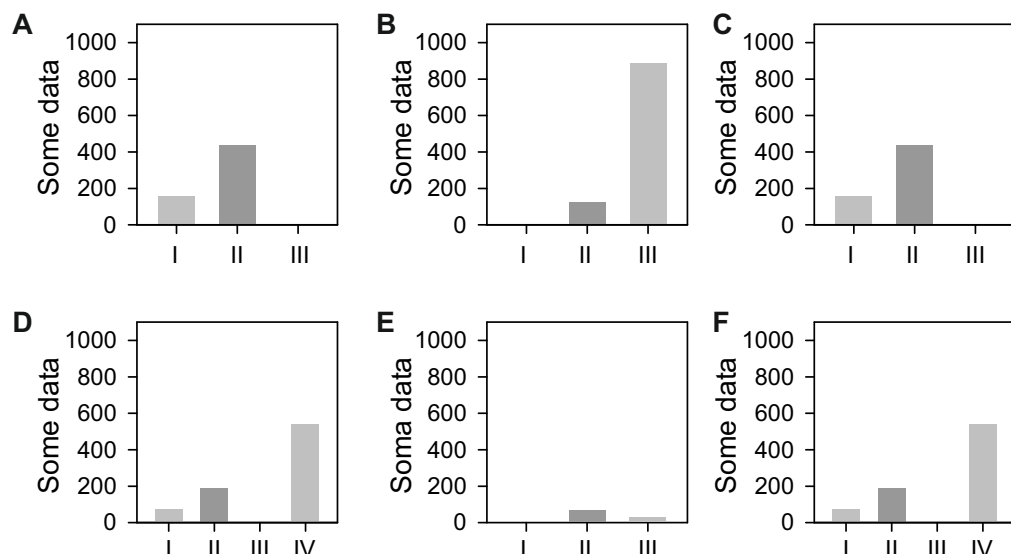 A B C
1000 1000 1000
800 800 800
600 600 600
400 400 400
200 200 200
0 0 0
Some data Some data Some data
I II III I II III I II III
D E F
1000 1000 1000
800 800 800
600 600 600
400 400 400
200 200 200
0 0 0
Some data Soma data Some data
I II III IV I II III I II III IV